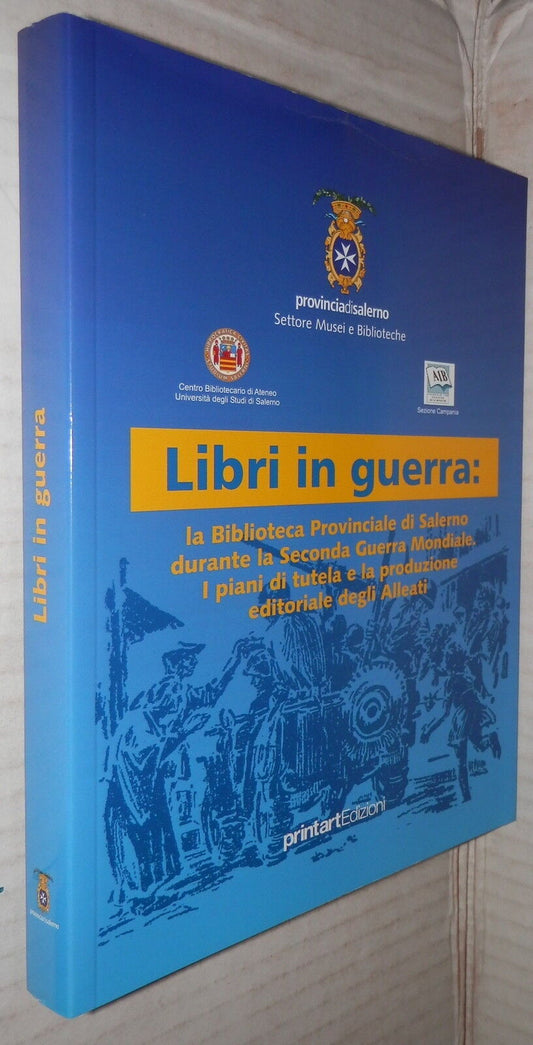 provinciadisalerno
Settore Musei e Biblioteche
Centro Bibliotecario di Ateneo
Università degli Studi di Salerno
AIB
Sezione Campania
Libri in guerra:
la Biblioteca Provinciale di Salerno
durante la Seconda Guerra Mondiale.
I piani di tutela e la produzione
editoriale degli Alleati
printartEdizioni
Libri in guerra
provinciadisalerno